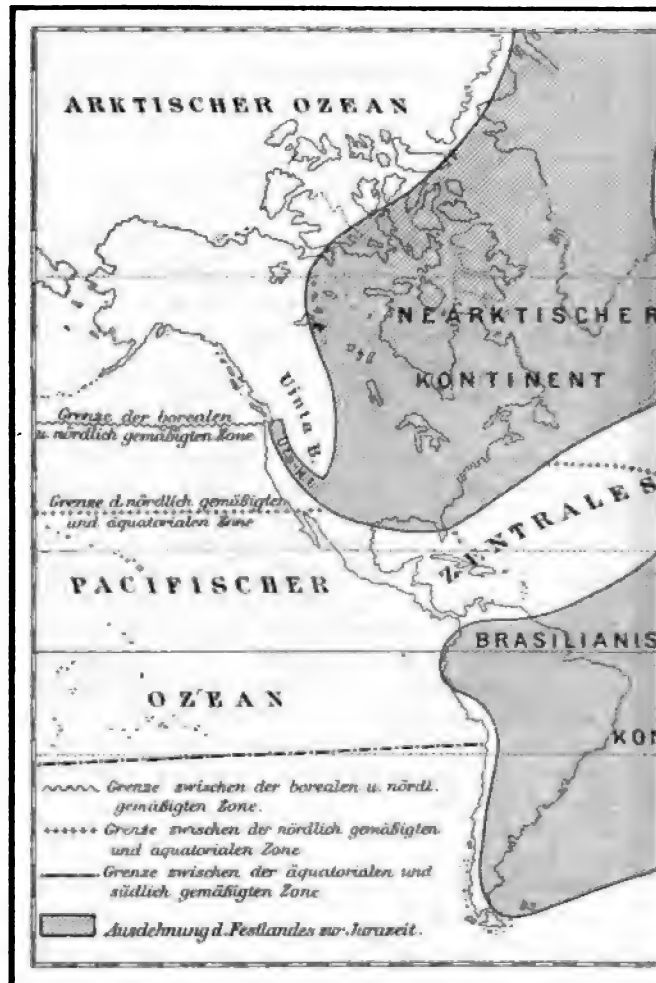 ARKTISCHER OZEAN
NEARKTISCHER
KONTINENT
Uinta B.
Grenze der borealen
u. nördlich gemäßigten Zone
Grenze d. nördlich gemäßigten
und äquatorialen Zone
ZENTRALES
PACIFISCHER
BRASILIANIS
OZEAN
KON
Grenze zwischen der borealen u. nördl.
gemäßigten Zone.
Grenze zwischen der nördlich gemäßigten
und aquatorialen Zone
Grenze zwischen der äquatorialen und
südlich gemäßigten Zone
Ausdehnung d. Festlandes zur Jurazeit.